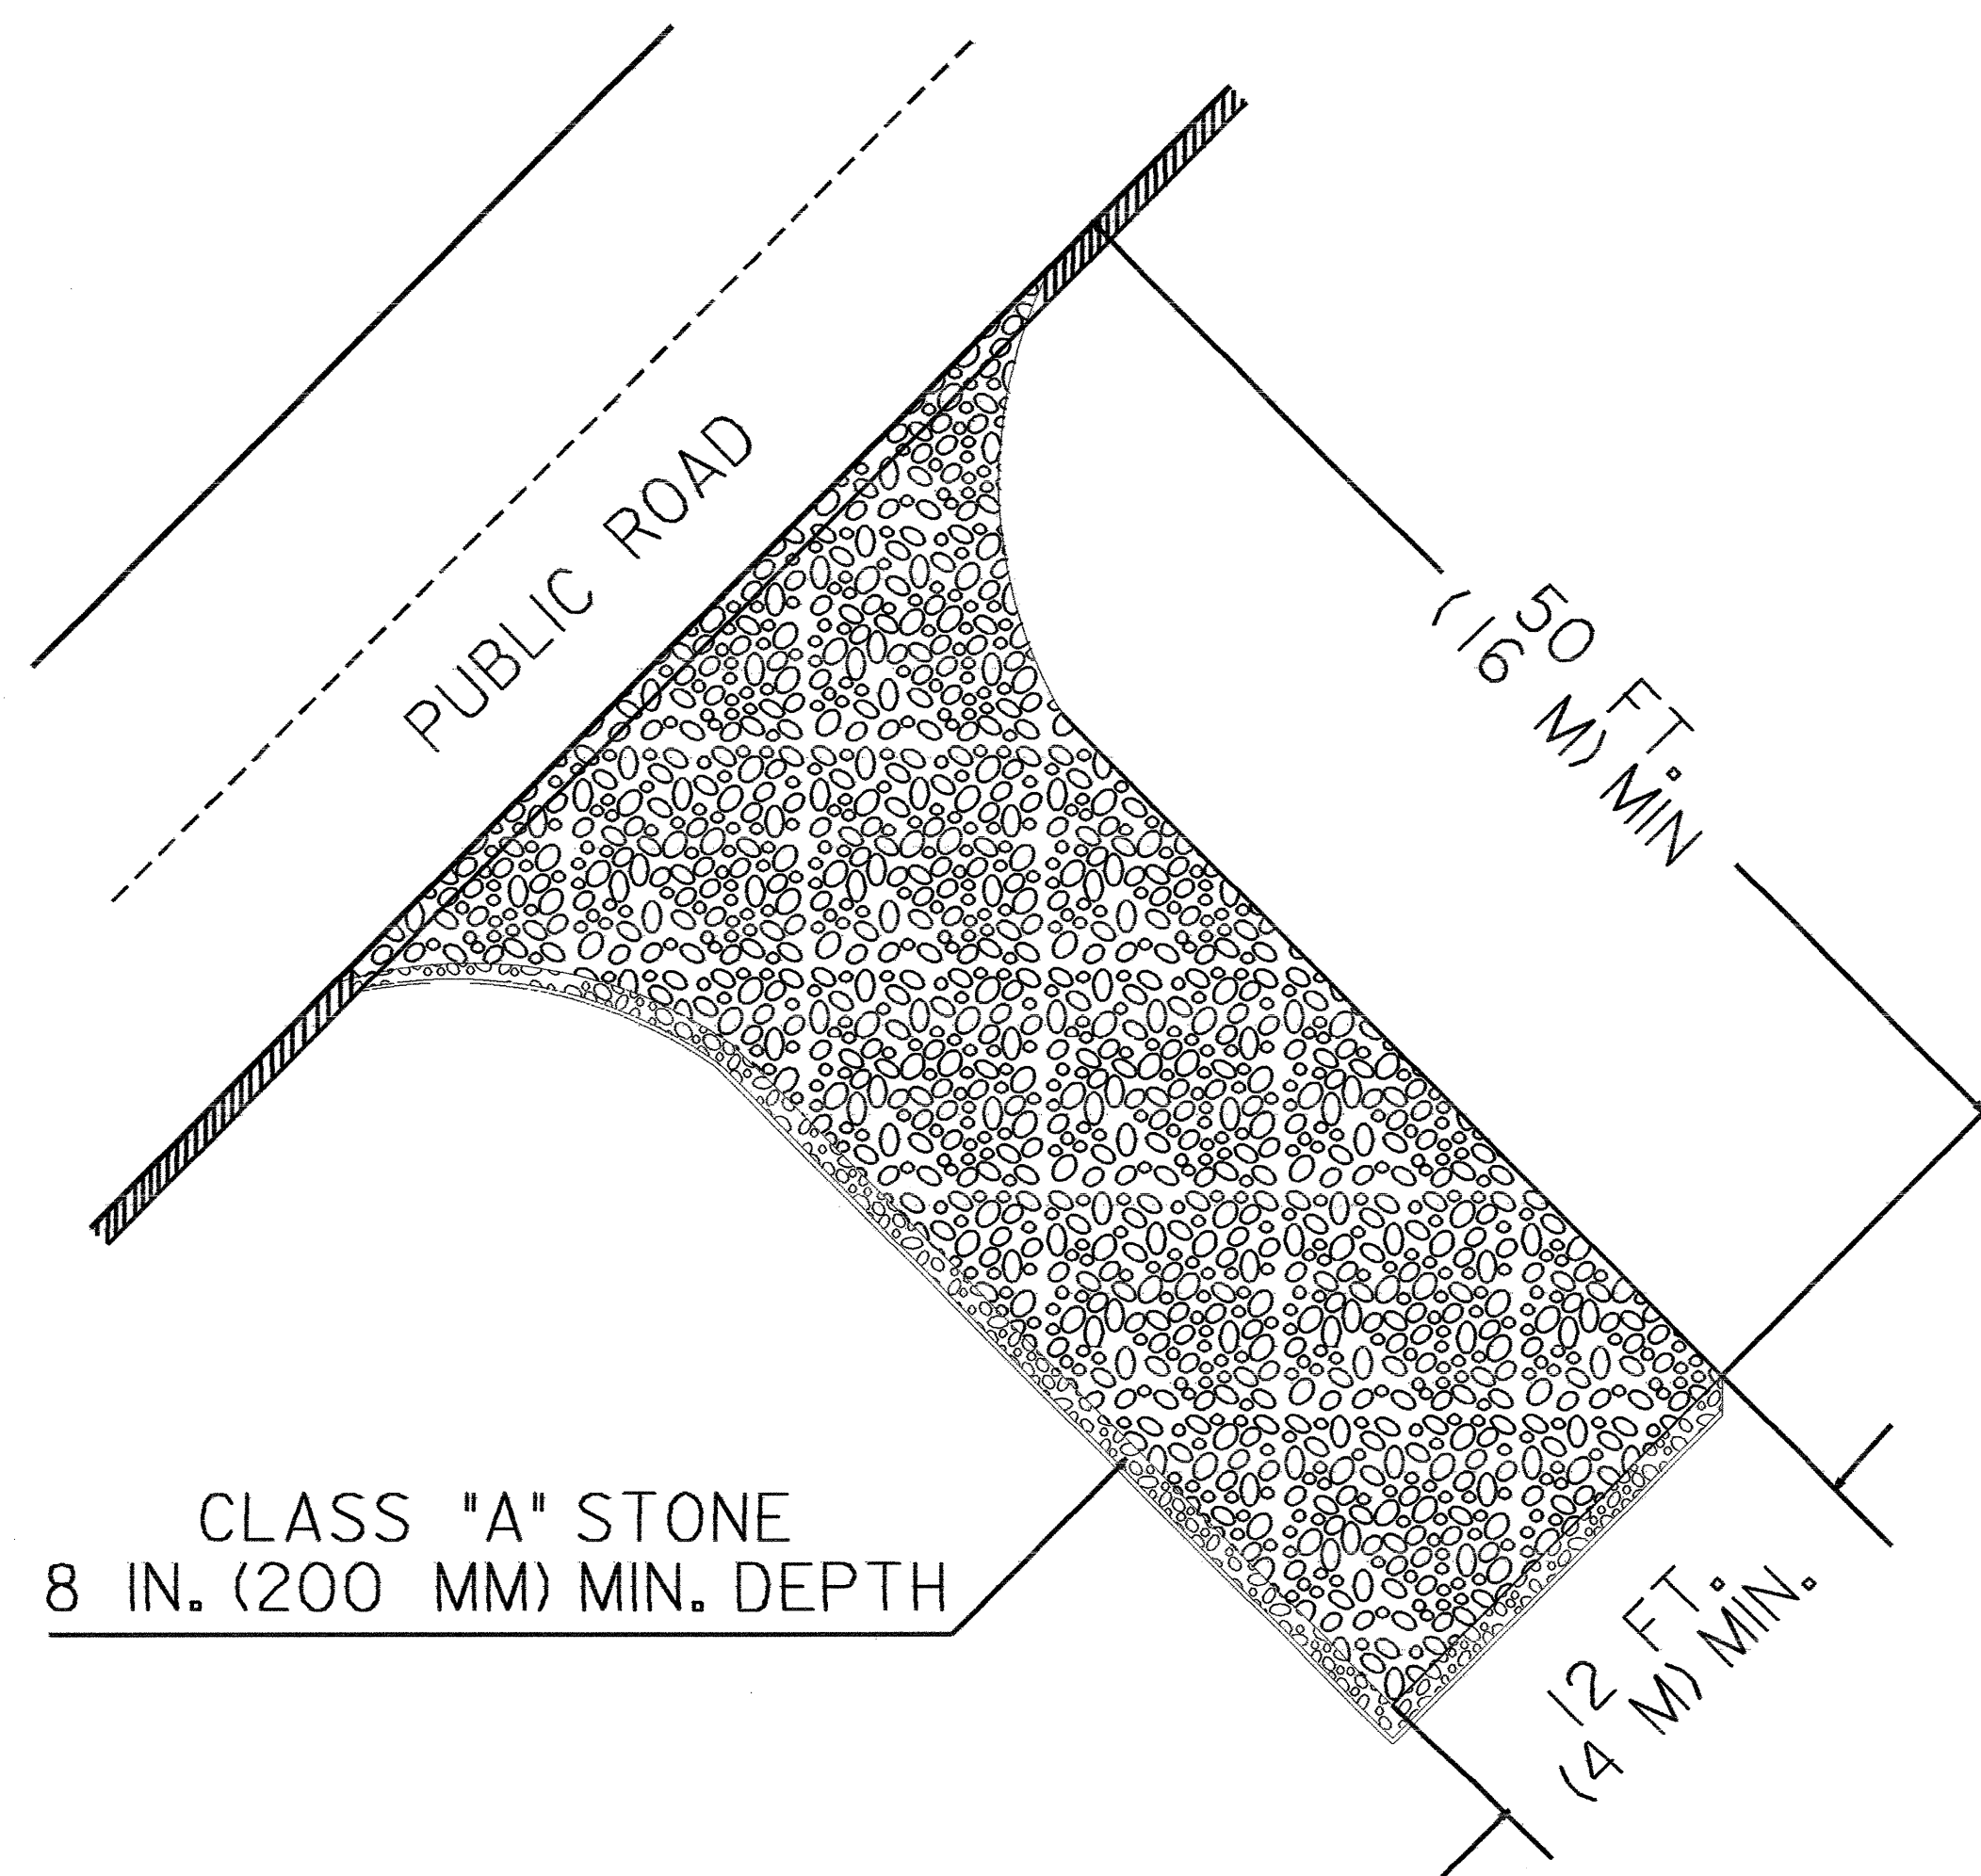 PUBLIC ROAD
50 FT.
(16 M) MIN
CLASS "A" STONE
8 IN. (200 MM) MIN. DEPTH
12 FT.
(4 M) MIN.